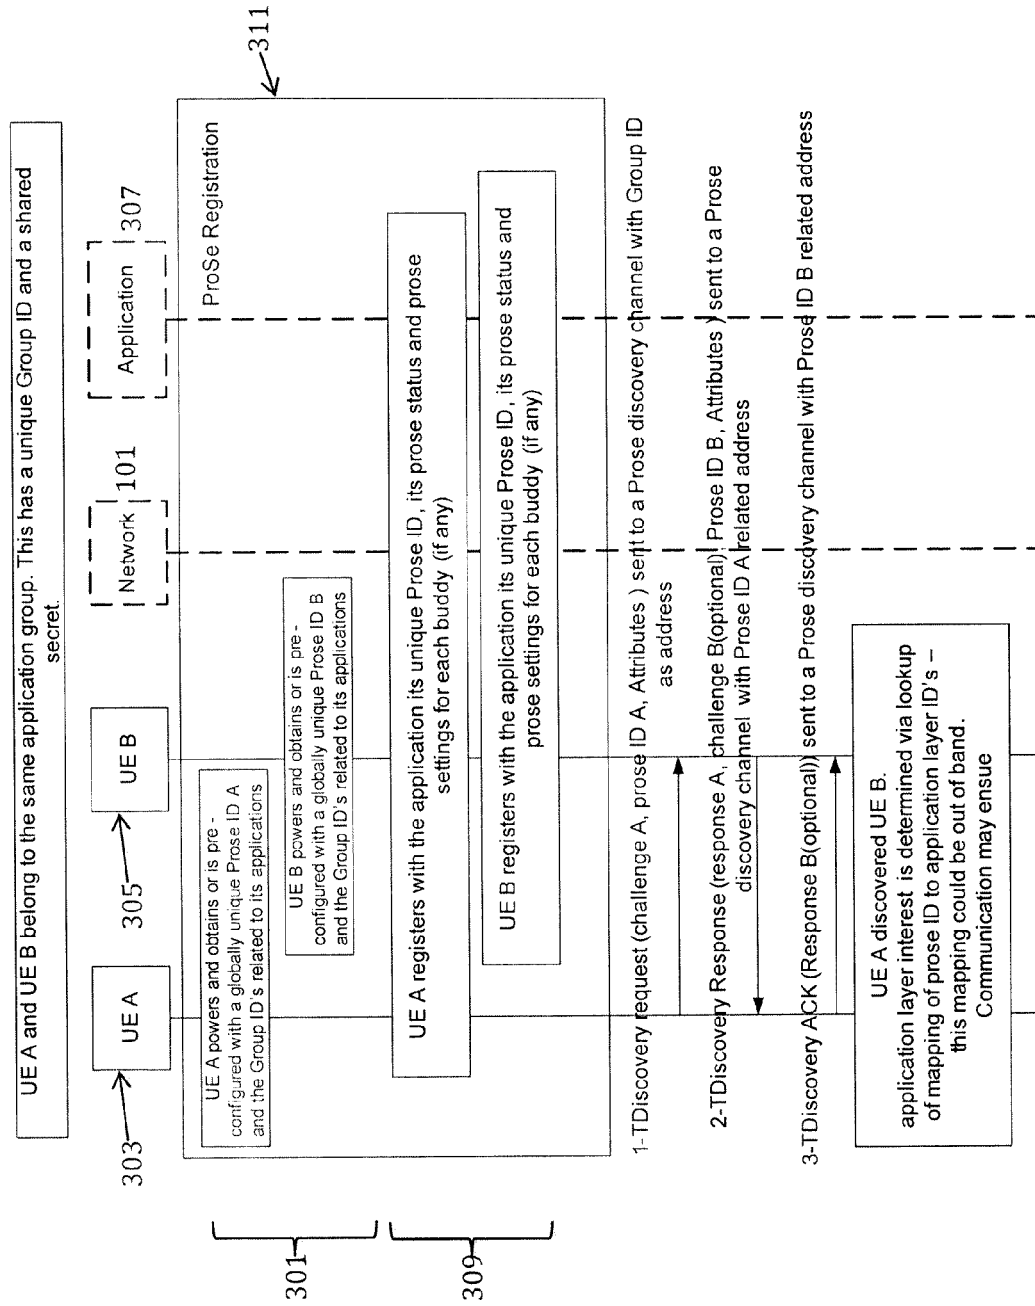 UE A and UE B belong to the same application group. This has a unique Group ID and a shared
secret.
303
UE A
305
UE B
Network
101
Application
307
311
ProSe Registration
301
UE A powers and obtains or is pre -
configured with a globally unique Prose ID A
and the Group ID's related to its applications
UE B powers and obtains or is pre -
configured with a globally unique Prose ID B
and the Group ID's related to its applications
309
UE A registers with the application its unique Prose ID, its prose status and prose
settings for each buddy (if any)
UE B registers with the application its unique Prose ID, its prose status and
prose settings for each buddy (if any)
1-TDiscovery request (challenge A, prose ID A, Attributes ) sent to a Prose discovery channel with Group ID
as address
2-TDiscovery Response (response A, challenge B(optional) Prose ID B, Attributes ) sent to a Prose
discovery channel with Prose ID A related address
3-TDiscovery ACK (Response B(optional)) sent to a Prose discovery channel with Prose ID B related address
UE A discovered UE B.
application layer interest is determined via lookup
of mapping of prose ID to application layer ID's –
this mapping could be out of band.
Communication may ensue